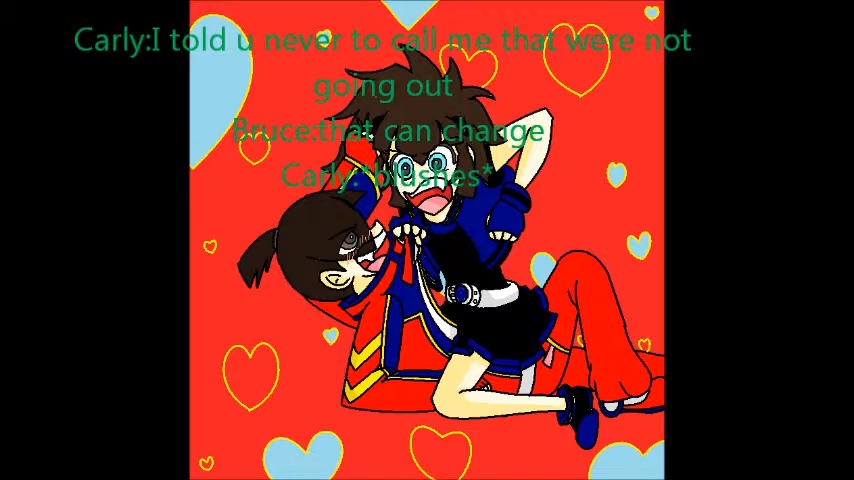 Carly:I told u never to call me that were not
going out
Bruce:that can change
Carly:*blushes*